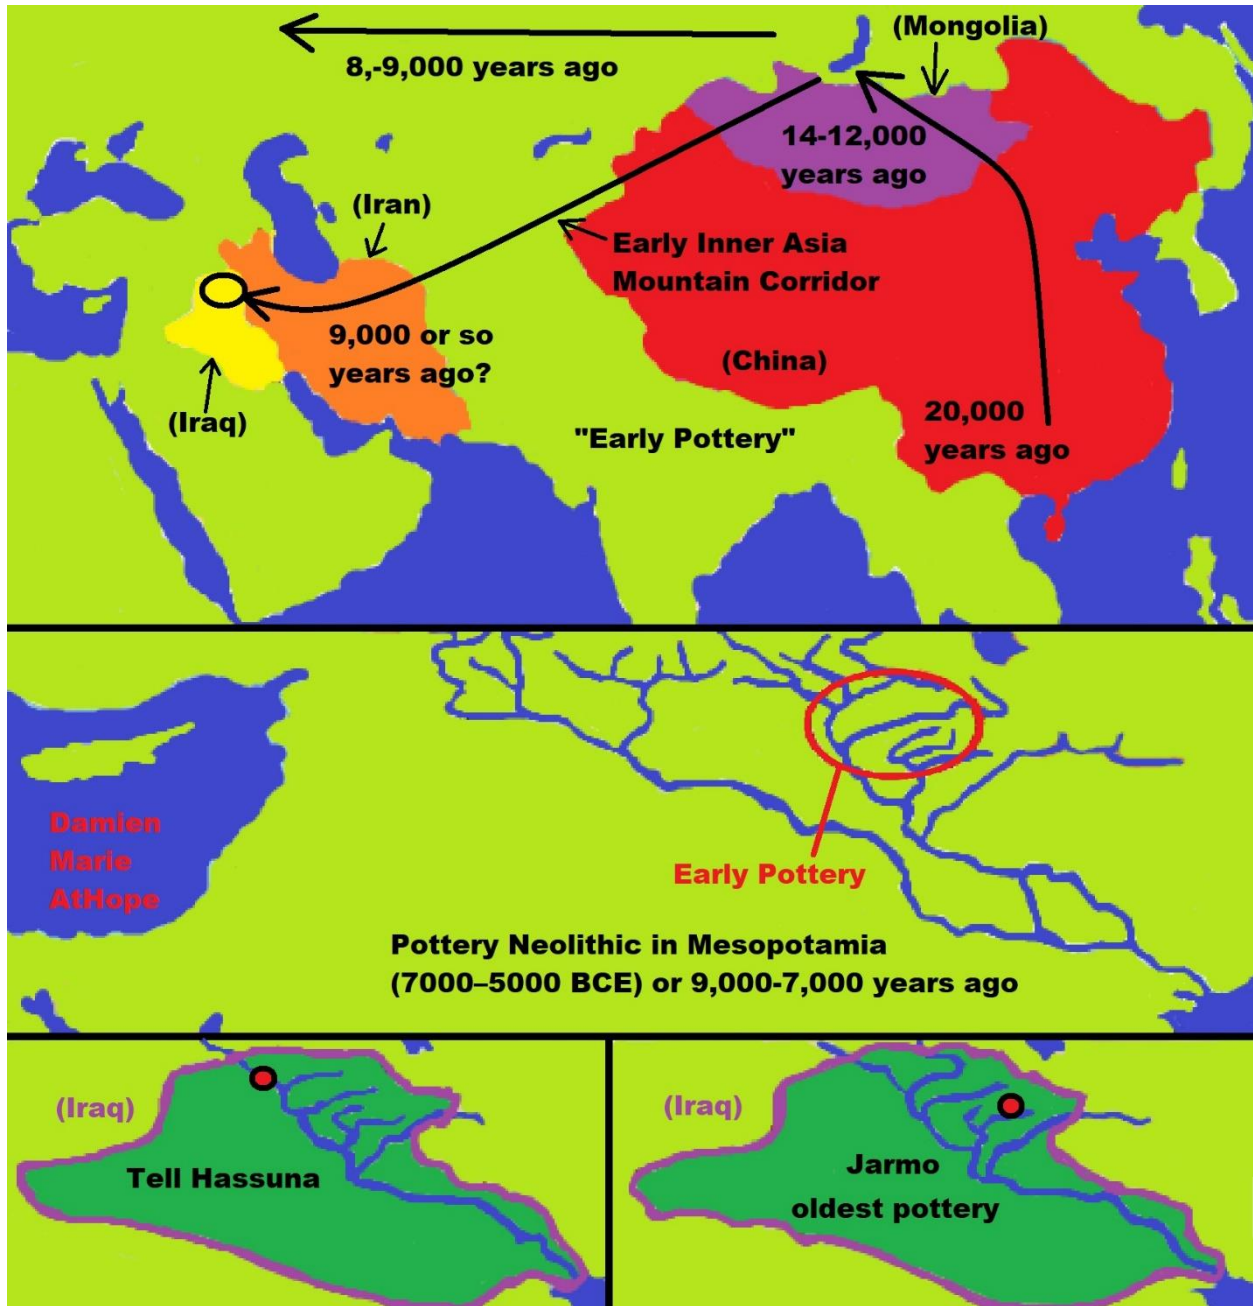 (Mongolia)
8,-9,000 years ago
14-12,000
years ago
(Iran)
Early Inner Asia
Mountain Corridor
9,000 or so
years ago?
(China)
(Iraq)
"Early Pottery"
20,000
years ago
Damien
Marie
AtHope
Early Pottery
Pottery Neolithic in Mesopotamia
(7000–5000 BCE) or 9,000-7,000 years ago
(Iraq)
Tell Hassuna
(Iraq)
Jarmo
oldest pottery